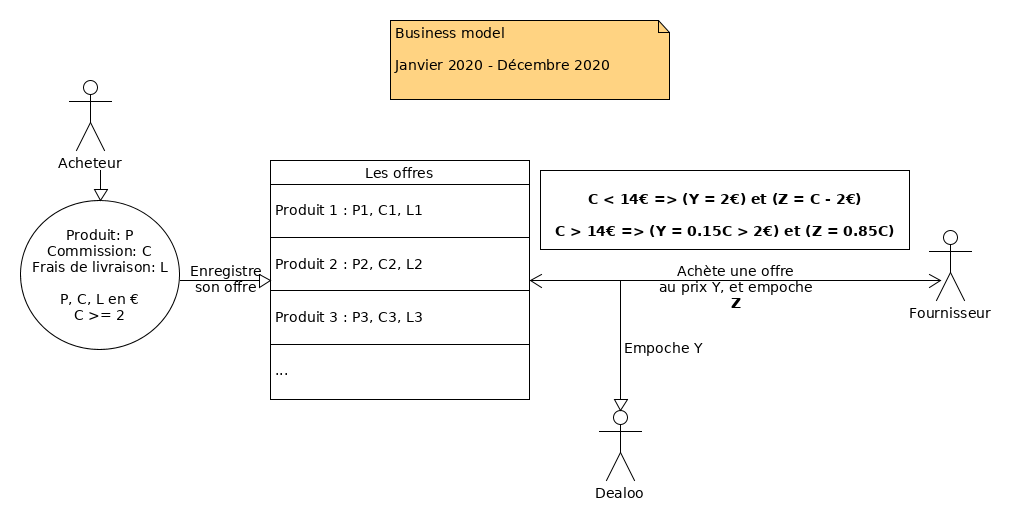 Business model
Janvier 2020 - Décembre 2020
Acheteur
Produit: P
Commission: C
Frais de livraison: L
P, C, L en €
C >= 2
Enregistre
son offre
Les offres
Produit 1 : P1, C1, L1
Produit 2 : P2, C2, L2
Produit 3 : P3, C3, L3
...
C < 14€ => (Y = 2€) et (Z = C - 2€)
C > 14€ => (Y = 0.15C > 2€) et (Z = 0.85C)
Achète une offre
au prix Y, et empoche
Z
Fournisseur
Empoche Y
Dealoo